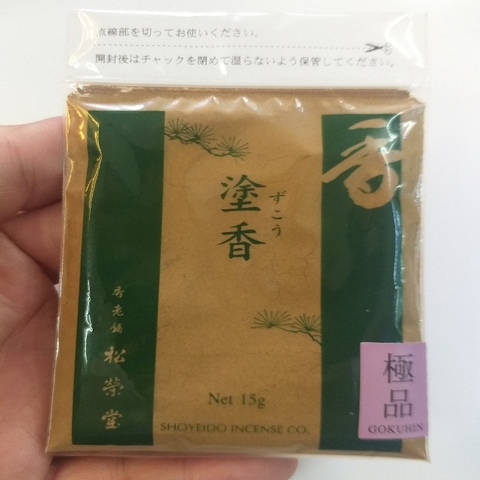 点線部を切ってお使いください。
開封後はチャックを閉めて湿らないよう保管してください。
香
塗香
ずこう
香老舗
松榮堂
Net 15g
SHOYEIDO INCENSE CO.
極品
GOKUHIN